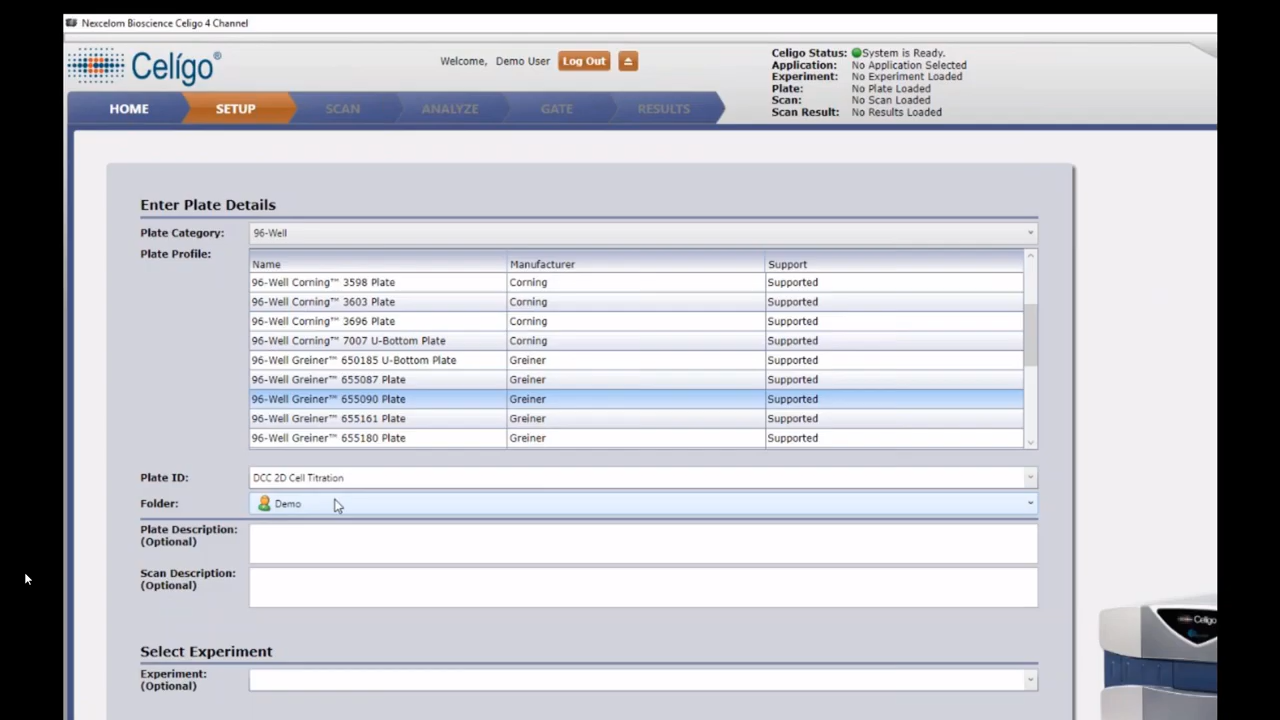 Nexcelom Bioscience Celigo 4 Channel
Celígo®
Welcome, Demo User Log Out
Celigo Status: System is Ready.
Application: No Application Selected
Experiment: No Experiment Loaded
Plate: No Plate Loaded
Scan: No Scan Loaded
Scan Result: No Results Loaded
HOME SETUP SCAN ANALYZE GATE RESULTS
Enter Plate Details
Plate Category: 96-Well
Plate Profile:
Name Manufacturer Support
96-Well Corning™ 3598 Plate Corning Supported
96-Well Corning™ 3603 Plate Corning Supported
96-Well Corning™ 3696 Plate Corning Supported
96-Well Corning™ 7007 U-Bottom Plate Corning Supported
96-Well Greiner™ 650185 U-Bottom Plate Greiner Supported
96-Well Greiner™ 655087 Plate Greiner Supported
96-Well Greiner™ 655090 Plate Greiner Supported
96-Well Greiner™ 655161 Plate Greiner Supported
96-Well Greiner™ 655180 Plate Greiner Supported
Plate ID: DCC 2D Cell Titration
Folder: Demo
Plate Description:
(Optional)
Scan Description:
(Optional)
Select Experiment
Experiment:
(Optional)
Celigo